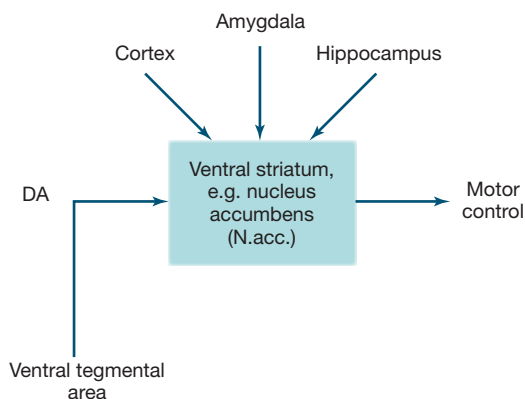 Amygdala
Cortex
Hippocampus
Ventral striatum,
e.g. nucleus
accumbens
(N.acc.)
DA
Motor
control
Ventral tegmental
area